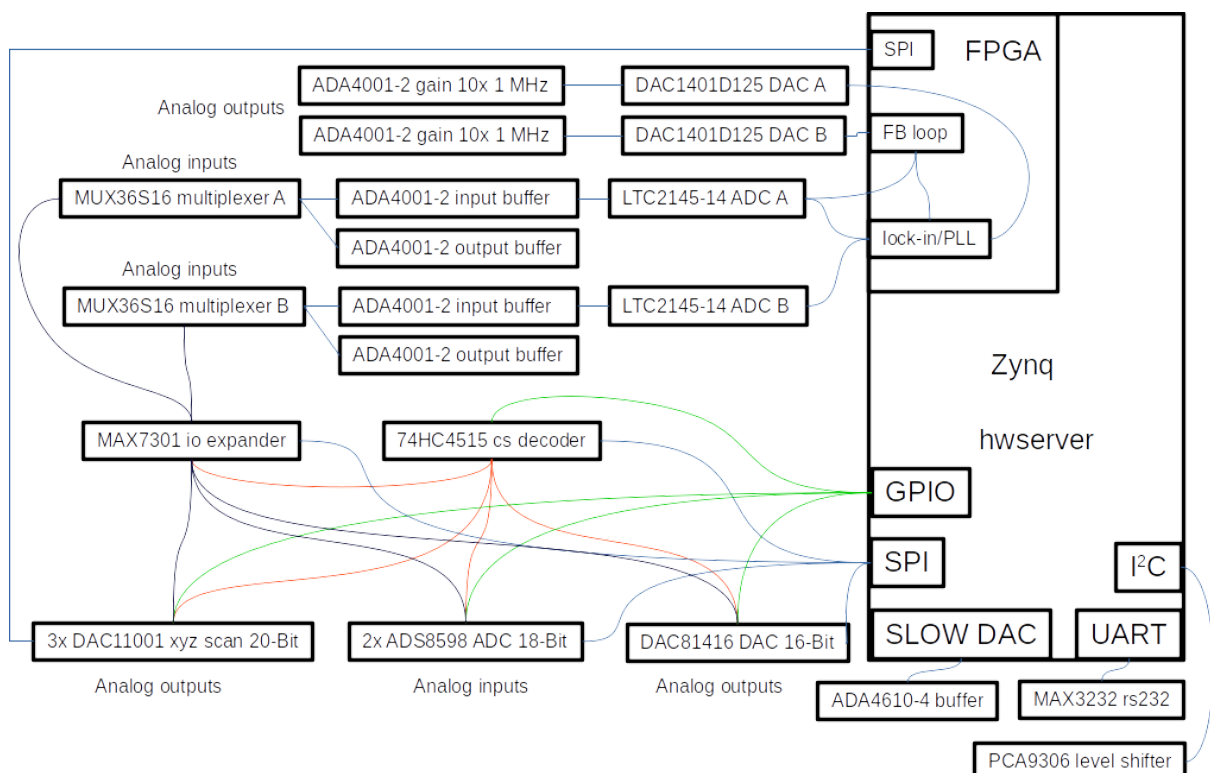 SPI
FPGA
ADA4001-2 gain 10x 1 MHz
DAC1401D125 DAC A
Analog outputs
ADA4001-2 gain 10x 1 MHz
DAC1401D125 DAC B
FB loop
Analog inputs
MUX36S16 multiplexer A
ADA4001-2 input buffer
LTC2145-14 ADC A
ADA4001-2 output buffer
lock-in/PLL
Analog inputs
MUX36S16 multiplexer B
ADA4001-2 input buffer
LTC2145-14 ADC B
ADA4001-2 output buffer
Zynq
MAX7301 io expander
74HC4515 cs decoder
hwserver
GPIO
SPI
I²C
3x DAC11001 xyz scan 20-Bit
2x ADS8598 ADC 18-Bit
DAC81416 DAC 16-Bit
SLOW DAC
UART
Analog outputs
Analog inputs
Analog outputs
ADA4610-4 buffer
MAX3232 rs232
PCA9306 level shifter